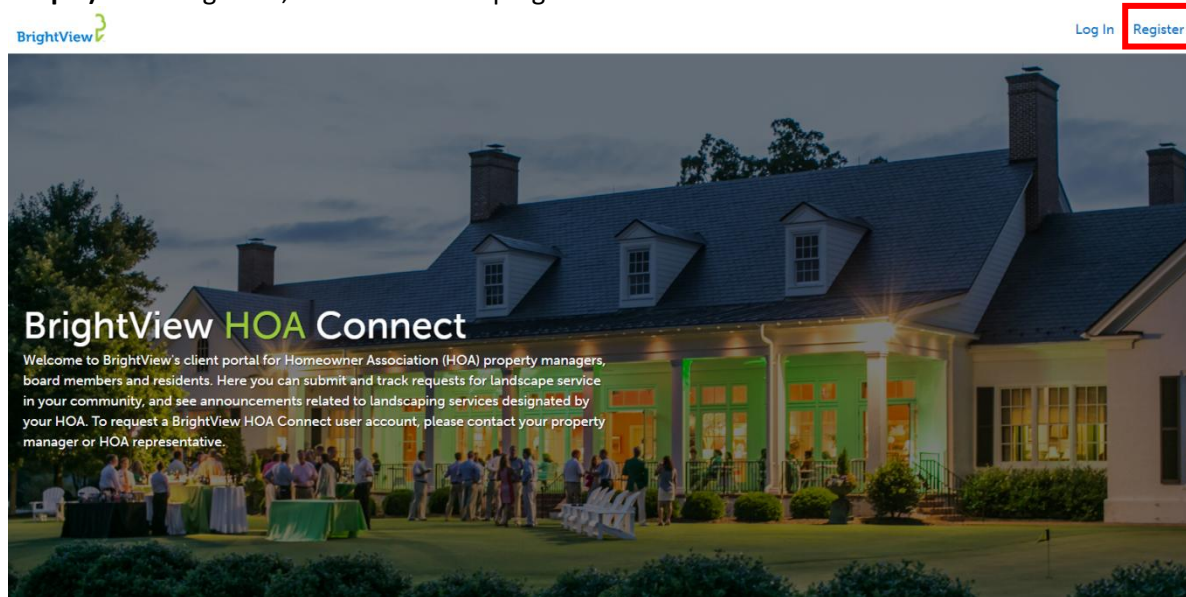 BrightView
Log In Register
BrightView HOA Connect
Welcome to BrightView's client portal for Homeowner Association (HOA) property managers,
board members and residents. Here you can submit and track requests for landscape service
in your community, and see announcements related to landscaping services designated by
your HOA. To request a BrightView HOA Connect user account, please contact your property
manager or HOA representative.